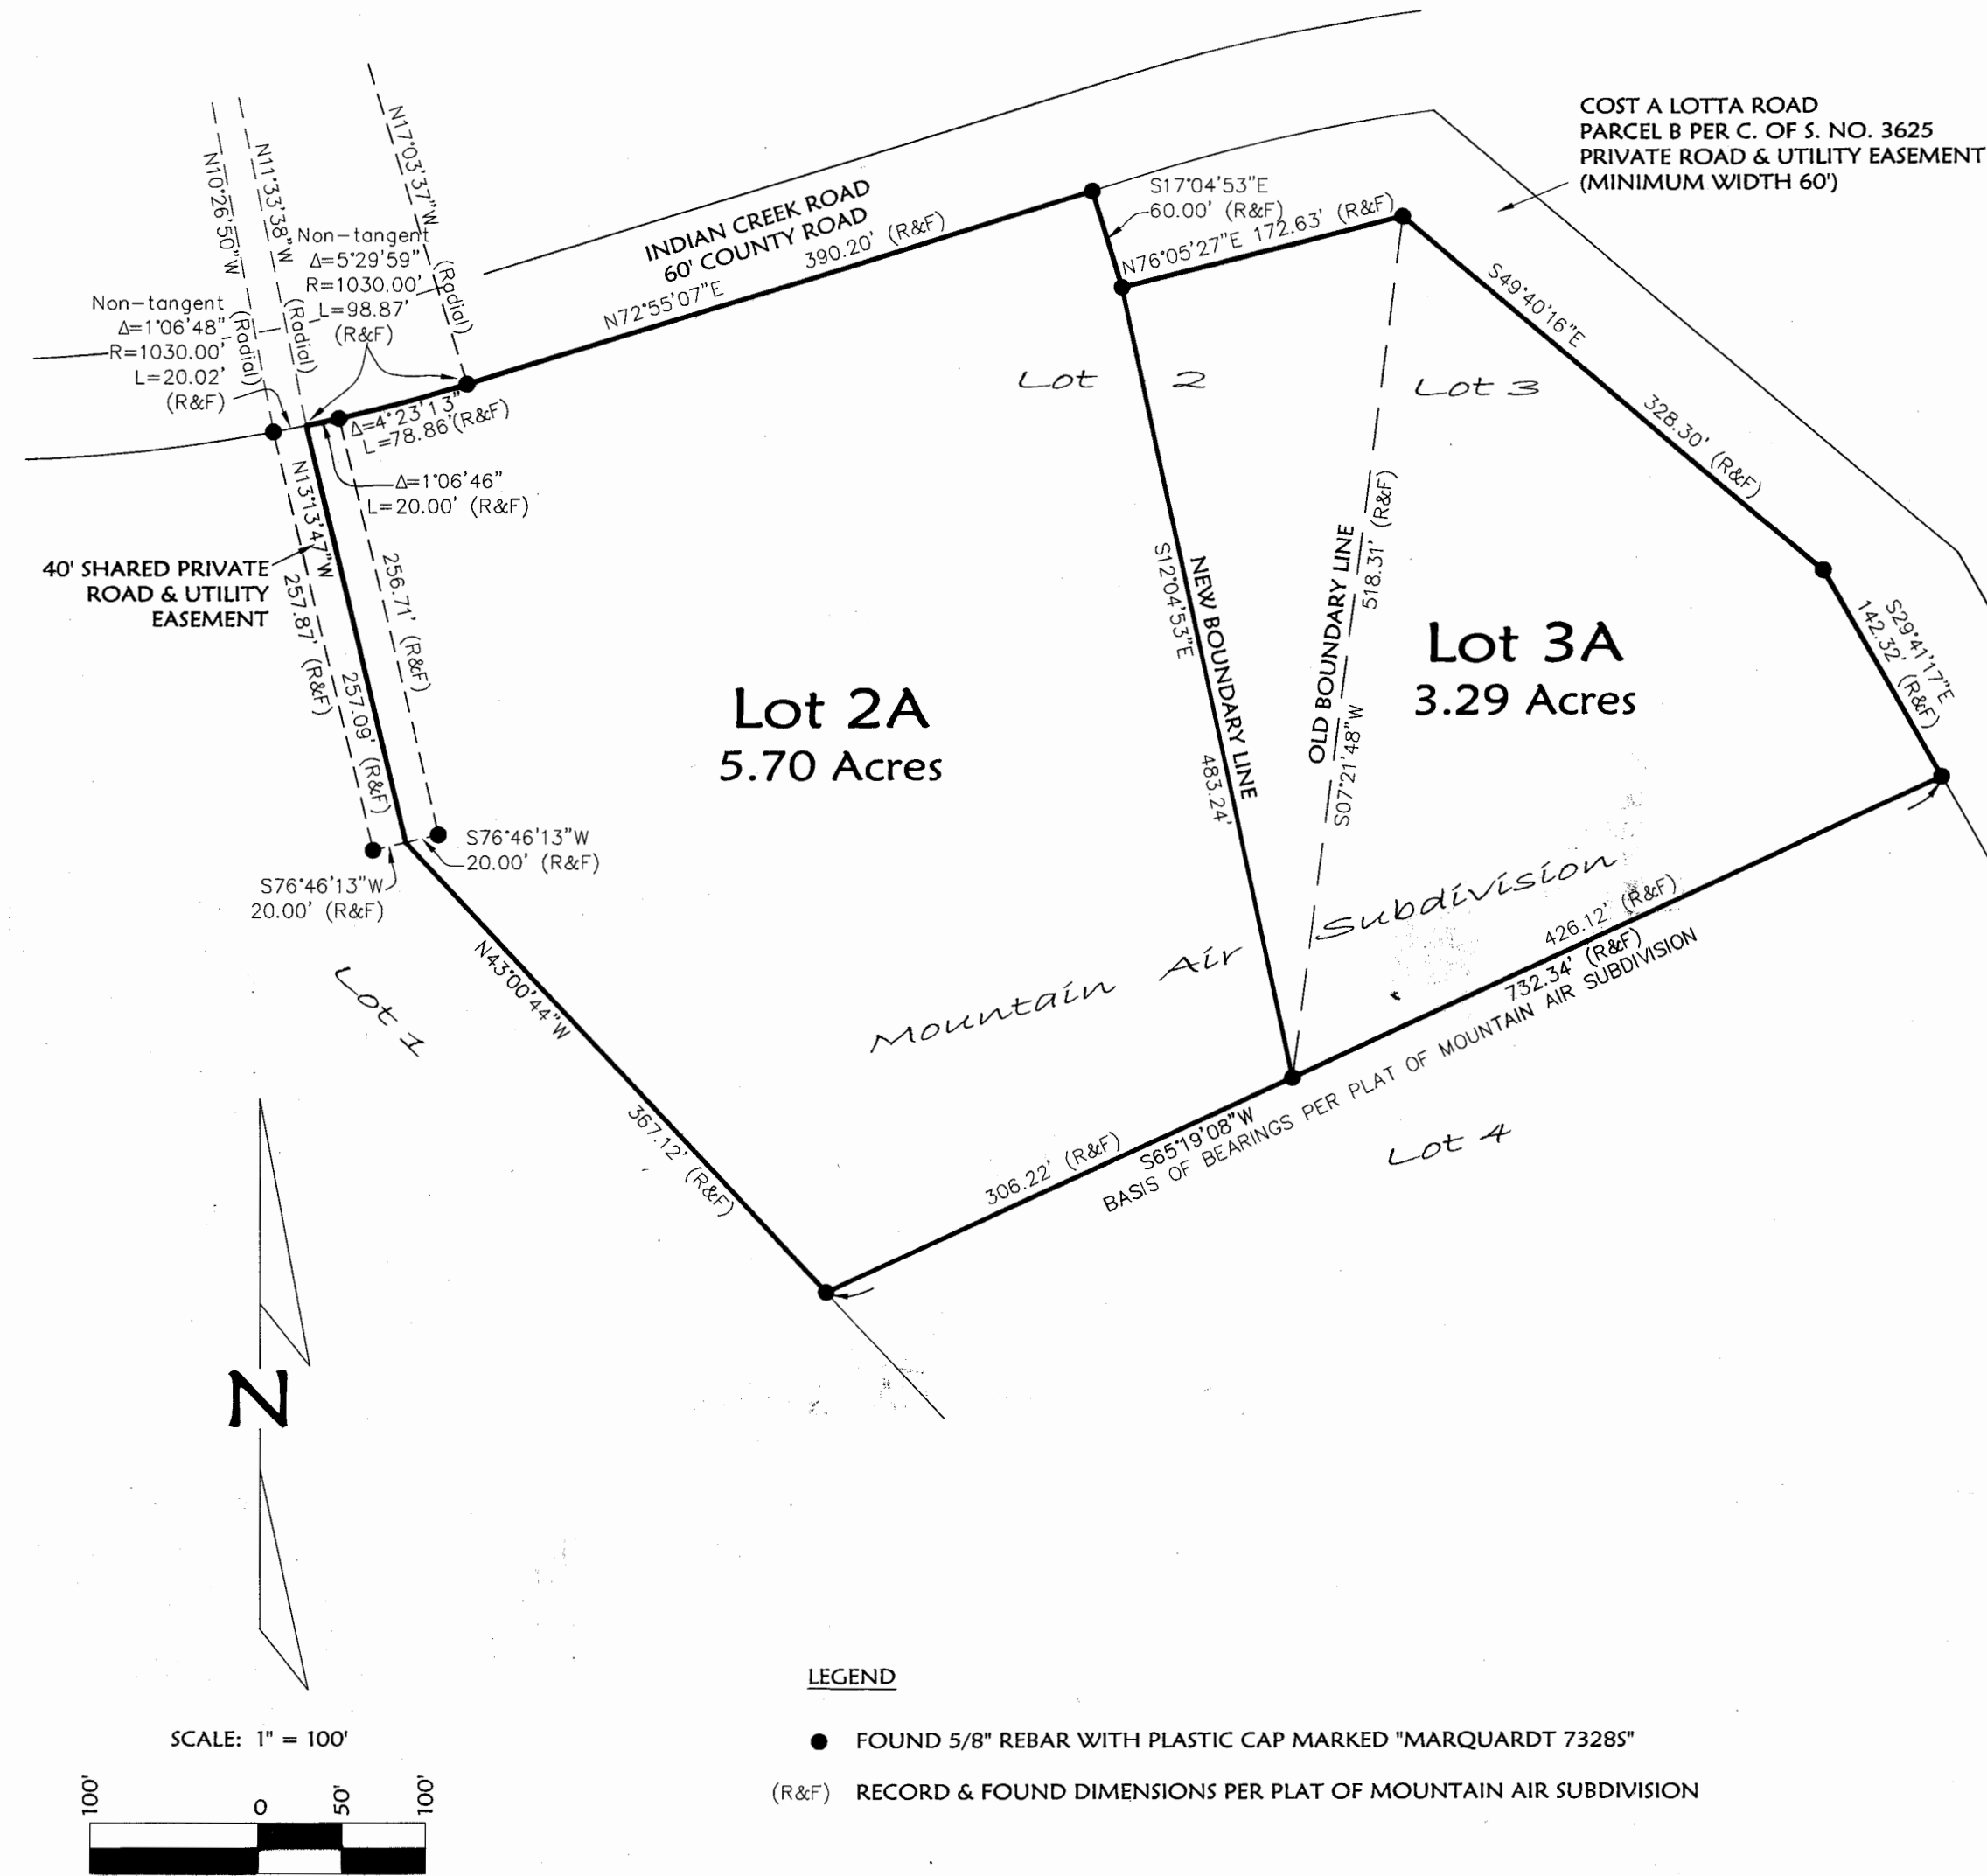 COST A LOTTA ROAD
PARCEL B PER C. OF S. NO. 3625
PRIVATE ROAD & UTILITY EASEMENT
(MINIMUM WIDTH 60')
N10°26'50"W
(Radial)
N11°33'38"W
(Radial)
N17°03'37"W
(Radial)
Non-tangent
Δ=5°29'59"
R=1030.00'
L=98.87'
(R&F)
Non-tangent
Δ=1°06'48"
R=1030.00'
L=20.02'
(R&F)
INDIAN CREEK ROAD
60' COUNTY ROAD
N72°55'07"E
390.20' (R&F)
S17°04'53"E
60.00' (R&F)
N76°05'27"E 172.63' (R&F)
S49°40'16"E
328.30' (R&F)
Lot 2
Lot 3
Δ=4°23'13"
L=78.86'(R&F)
Δ=1°06'46"
L=20.00' (R&F)
N13°13'47"W
257.87' (R&F)
257.09' (R&F)
256.71' (R&F)
40' SHARED PRIVATE
ROAD & UTILITY
EASEMENT
S12°04'53"E
483.24'
NEW BOUNDARY LINE
OLD BOUNDARY LINE
S07°21'48"W
518.31' (R&F)
Lot 3A
3.29 Acres
S29°41'17"E
142.32' (R&F)
Lot 2A
5.70 Acres
S76°46'13"W
20.00' (R&F)
S76°46'13"W
20.00' (R&F)
Lot 1
N43°00'44"W
367.12' (R&F)
Mountain Air Subdivision
426.12' (R&F)
732.34' (R&F)
306.22' (R&F)
S65°19'08"W
BASIS OF BEARINGS PER PLAT OF MOUNTAIN AIR SUBDIVISION
Lot 4
N
LEGEND
SCALE: 1" = 100'
FOUND 5/8" REBAR WITH PLASTIC CAP MARKED "MARQUARDT 7328S"
(R&F) RECORD & FOUND DIMENSIONS PER PLAT OF MOUNTAIN AIR SUBDIVISION
100' 0 50' 100'